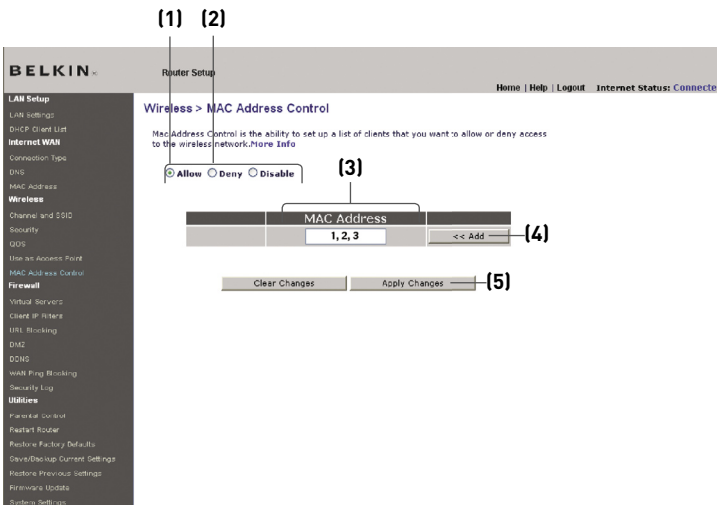 (1) (2)
BELKIN®
Router Setup
Home | Help | Logout Internet Status: Connecte
LAN Setup
LAN Settings
DHCP Client List
Internet WAN
Connection Type
DNS
MAC Address
Wireless
Channel and SSID
Security
QOS
Use as Access Point
MAC Address Control
Firewall
Virtual Servers
Client IP Filters
URL Blocking
DMZ
DDNS
WAN Ping Blocking
Security Log
Utilities
Parental Control
Restart Router
Restore Factory Defaults
Save/Backup Current Settings
Restore Previous Settings
Firmware Update
System Settings
Wireless > MAC Address Control
Mac Address Control is the ability to set up a list of clients that you want to allow or deny access
to the wireless network. More Info
Allow Deny Disable
(3)
MAC Address
1, 2, 3
<< Add
(4)
Clear Changes
Apply Changes
(5)